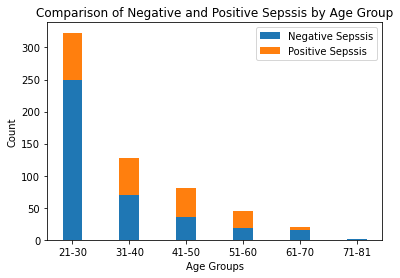 Comparison of Negative and Positive Sepssis by Age Group
Negative Sepssis
Positive Sepssis
300
250
200
150
100
50
0
Count
21-30 31-40 41-50 51-60 61-70 71-81
Age Groups